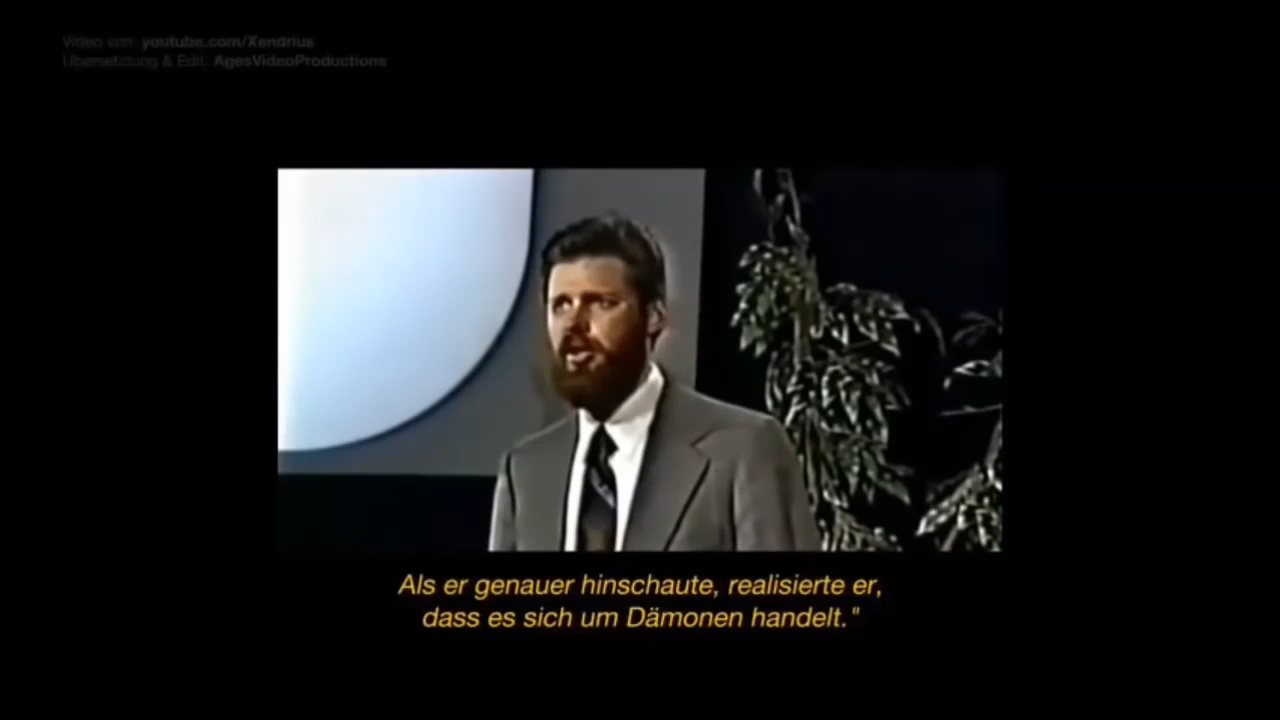 Video von: youtube.com/Xendrius
Übersetztung & Edit: AgesVideoProductions
Als er genauer hinschaute, realisierte er,
dass es sich um Dämonen handelt."